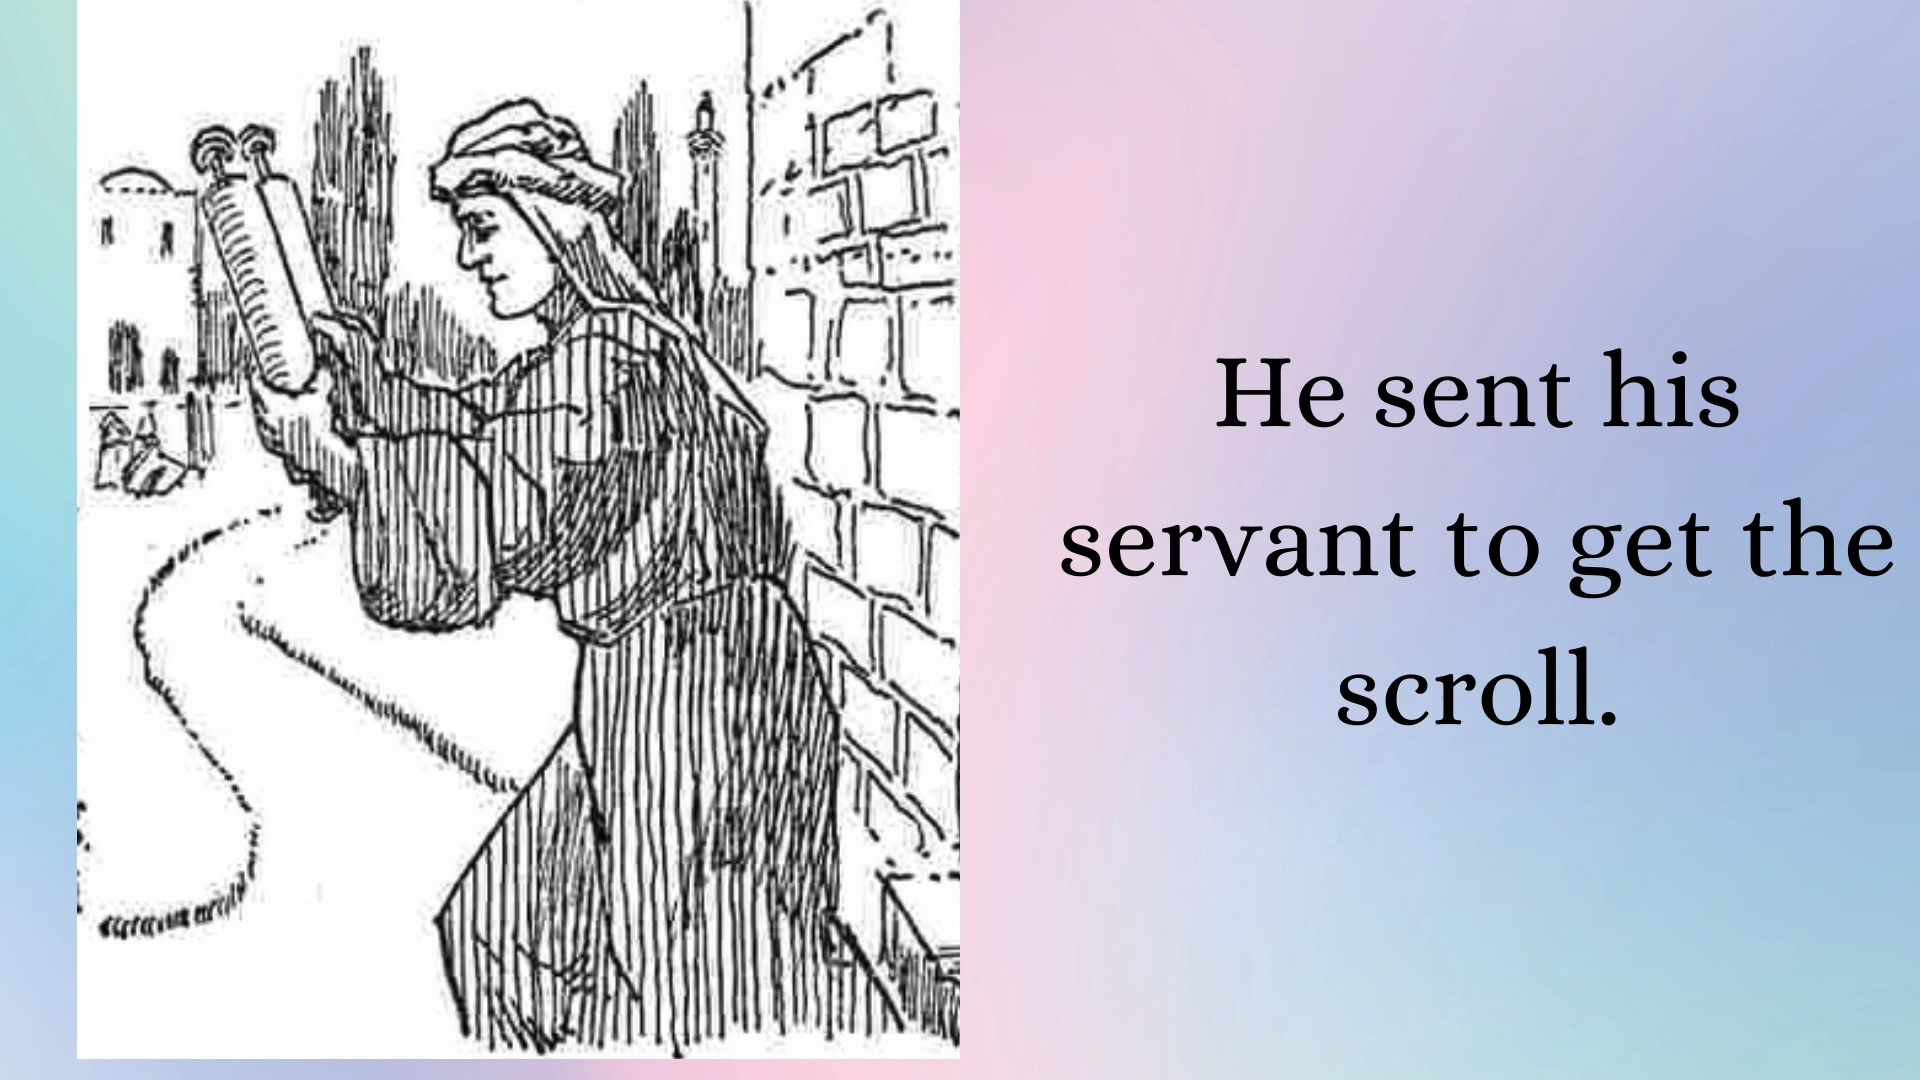 He sent his
servant to get the
scroll.